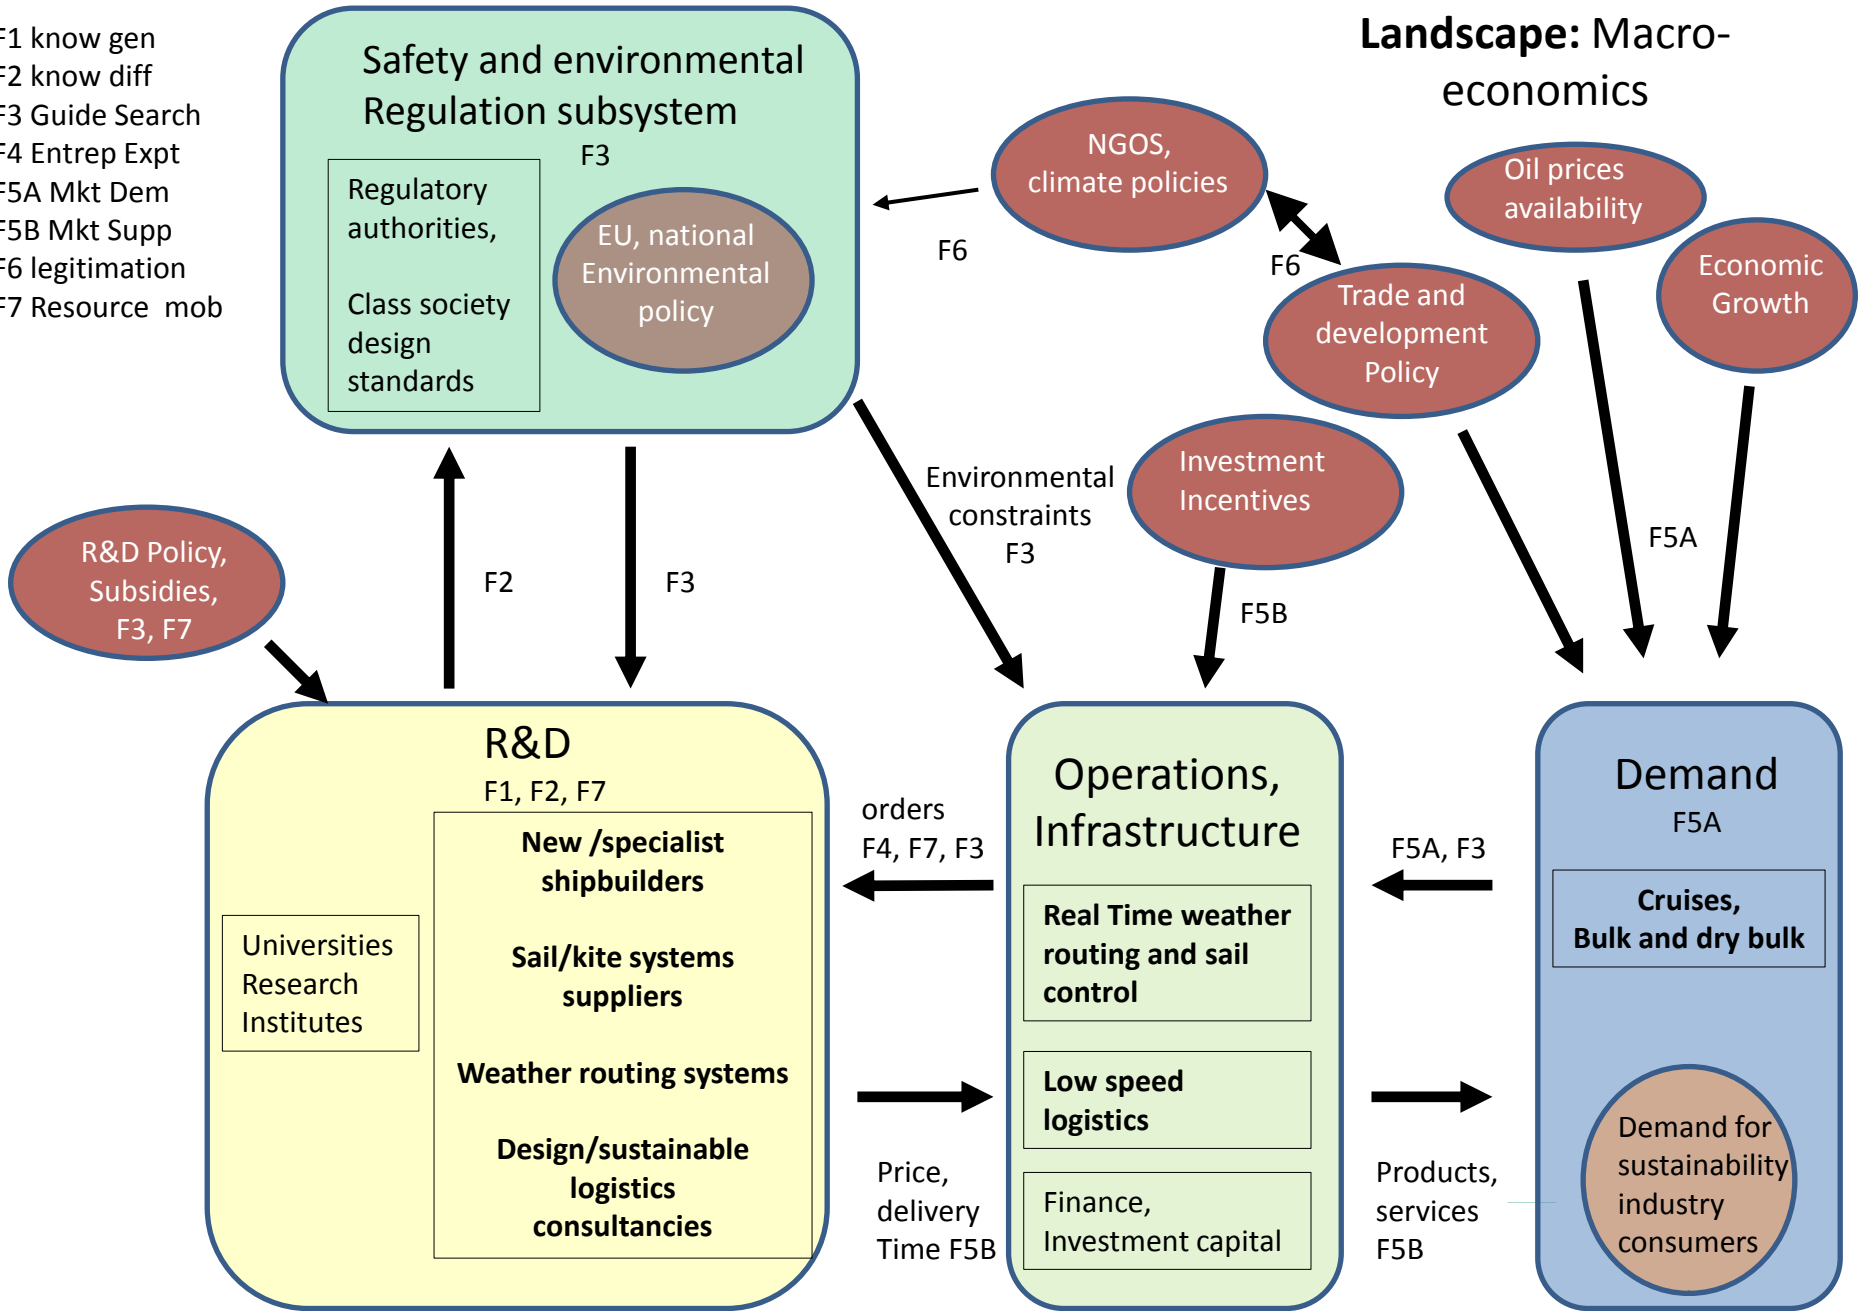 F1 know gen
F2 know diff
F3 Guide Search
F4 Entrep Expt
F5A Mkt Dem
F5B Mkt Supp
F6 legitimation
F7 Resource mob
Safety and environmental
Regulation subsystem
F3
Regulatory
authorities,
Class society
design
standards
EU, national
Environmental
policy
Landscape: Macro-
economics
NGOS,
climate policies
F6
F6
Oil prices
availability
Economic
Growth
Trade and
development
Policy
Investment
Incentives
Environmental
constraints
F3
F5A
F5B
R&D Policy,
Subsidies,
F3, F7
F2
F3
R&D
F1, F2, F7
New /specialist
shipbuilders
Sail/kite systems
suppliers
Weather routing systems
Design/sustainable
logistics
consultancies
Universities
Research
Institutes
orders
F4, F7, F3
Price,
delivery
Time F5B
Operations,
Infrastructure
Real Time weather
routing and sail
control
Low speed
logistics
Finance,
Investment capital
F5A, F3
Products,
services
F5B
Demand
F5A
Cruises,
Bulk and dry bulk
Demand for
sustainability
industry
consumers